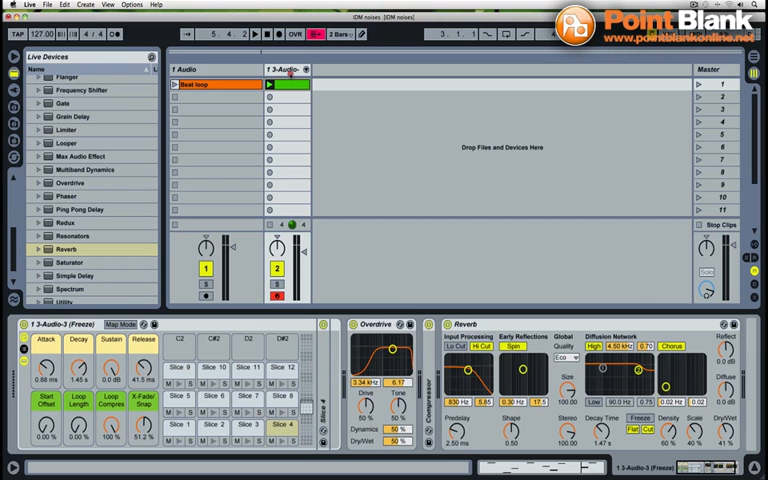 Live File Edit Create View Options Help
IDM noises [IDM noises]
Point Blank
www.pointblankonline.net
TAP 127.00 4 / 4 5. 4. 2 OVR 2 Bars 3. 1. 1 4. 0. 0
Live Devices
Name
Flanger
Frequency Shifter
Gate
Grain Delay
Limiter
Looper
Max Audio Effect
Multiband Dynamics
Overdrive
Phaser
Ping Pong Delay
Redux
Resonators
Reverb
Saturator
Simple Delay
Spectrum
Utility
1 Audio 1 3-Audio- Master
Beat loop 1
2
3
4
5
6
7
8
9
10
11
Drop Files and Devices Here
4 4 Stop Clips
1 2 Solo
S S
1 3-Audio-3 (Freeze) Map Mode
Attack Decay Sustain Release
0.88 ms 1.45 s 0.0 dB 41.5 ms
Start Offset Loop Length Loop Compres X-Fade/ Snap
0.00 % 0.00 % 100 % 51.2
C2 C#2 D2 D#2
Slice 9 Slice 10 Slice 11 Slice 12
M S M S M S M S
Slice 5 Slice 6 Slice 7 Slice 8
M S M S M S M S
Slice 1 Slice 2 Slice 3 Slice 4
M S M S M S M S
Slice 4
Overdrive
3.34 kHz 6.17
Drive Tone
50 % 50 %
Dynamics 50 %
Dry/Wet 50 %
Compressor
Reverb
Input Processing Early Reflections Global Diffusion Network
Lo Cut Hi Cut Spin Quality High 4.50 kHz 0.70 Chorus Reflect
Eco 0.0 dB
Size
830 Hz 5.85 0.30 Hz 17.5 100.00 Low 90.0 Hz 0.75 0.02 Hz 0.02 Diffuse
0.0 dB
Predelay Shape Stereo Decay Time Freeze Density Scale Dry/Wet
Flat Cut
2.50 ms 0.50 100.00 1.47 s 60 % 40 % 41 %
1 3-Audio-3 (Freeze)